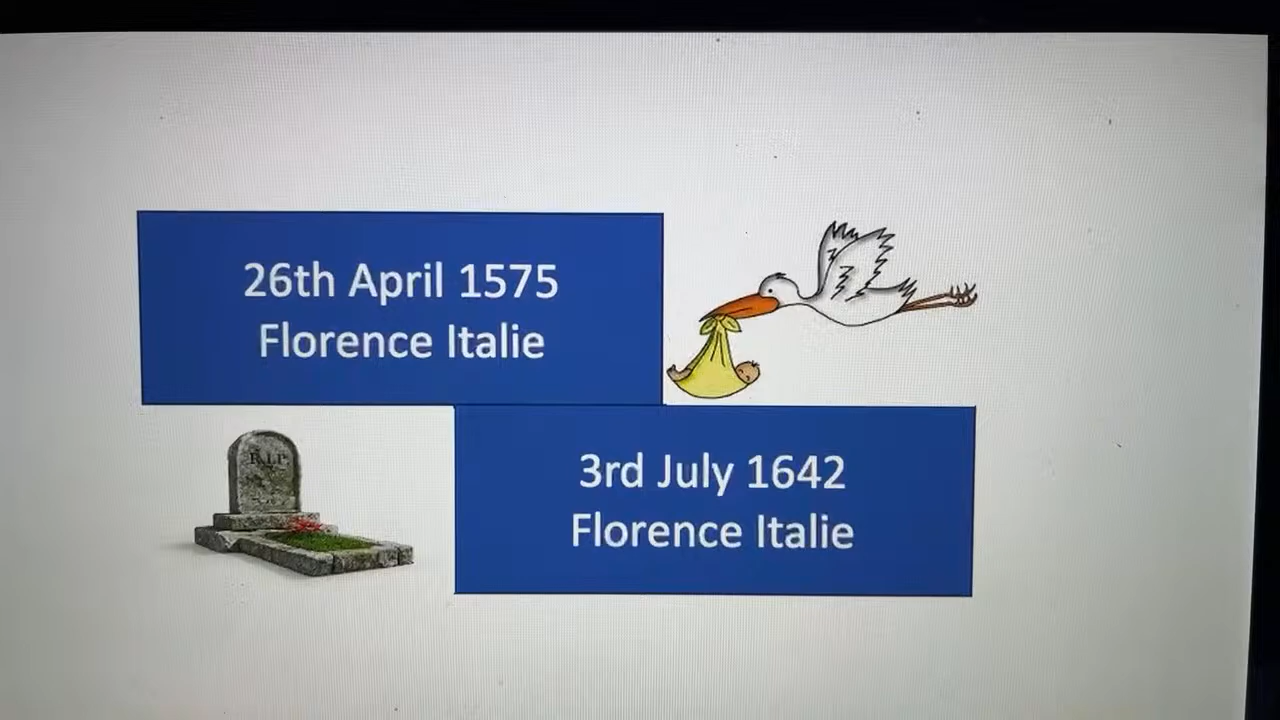 26th April 1575
Florence Italie
R.I.P
3rd July 1642
Florence Italie